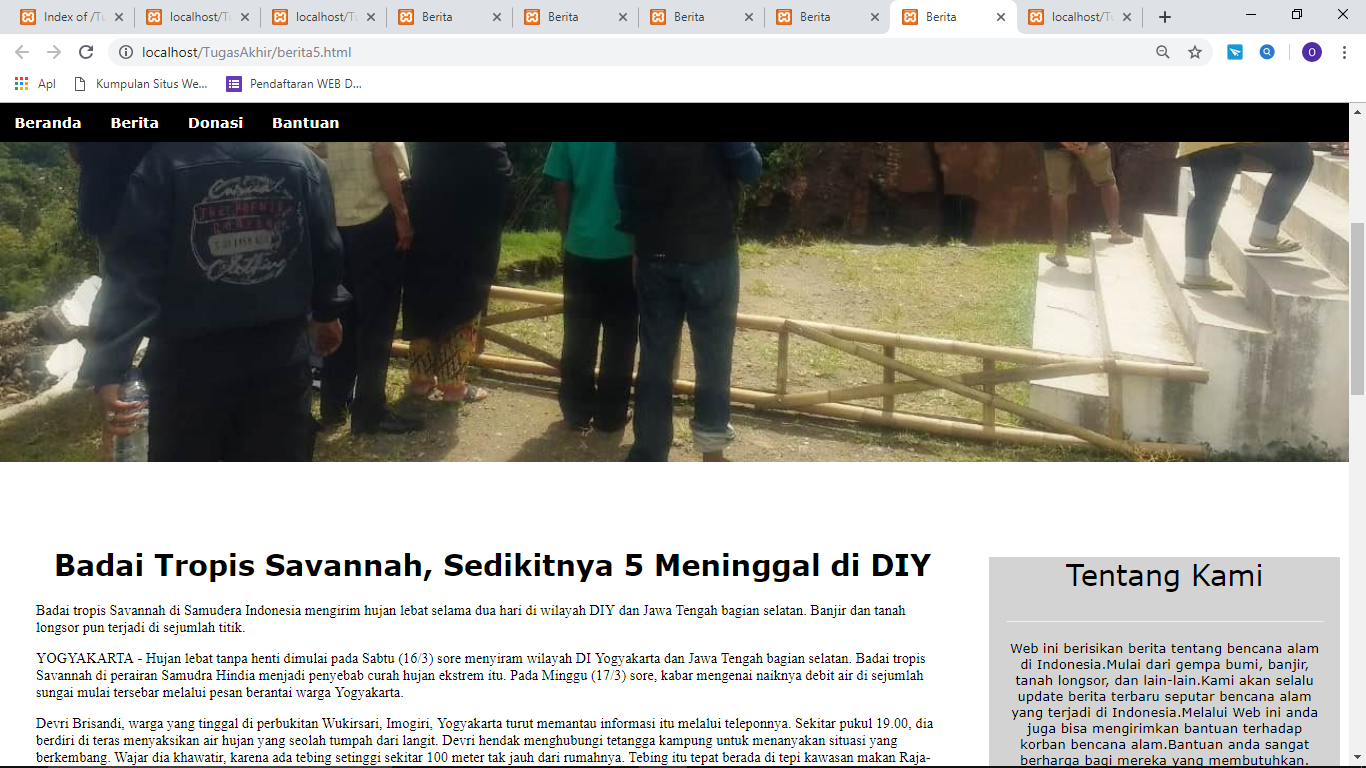 Index of /Tu
localhost/Tu
localhost/Tu
Berita
Berita
Berita
Berita
Berita
localhost/Tu
localhost/TugasAkhir/berita5.html
O
Apl
Kumpulan Situs We...
Pendaftaran WEB D...
Beranda Berita Donasi Bantuan
Casual
Clothing
Badai Tropis Savannah, Sedikitnya 5 Meninggal di DIY
Badai tropis Savannah di Samudera Indonesia mengirim hujan lebat selama dua hari di wilayah DIY dan Jawa Tengah bagian selatan. Banjir dan tanah
longsor pun terjadi di sejumlah titik.
YOGYAKARTA - Hujan lebat tanpa henti dimulai pada Sabtu (16/3) sore menyiram wilayah DI Yogyakarta dan Jawa Tengah bagian selatan. Badai tropis
Savannah di perairan Samudra Hindia menjadi penyebab curah hujan ekstrem itu. Pada Minggu (17/3) sore, kabar mengenai naiknya debit air di sejumlah
sungai mulai tersebar melalui pesan berantai warga Yogyakarta.
Devri Brisandi, warga yang tinggal di perbukitan Wukirsari, Imogiri, Yogyakarta turut memantau informasi itu melalui teleponnya. Sekitar pukul 19.00, dia
berdiri di teras menyaksikan air hujan yang seolah tumpah dari langit. Devri hendak menghubungi tetangga kampung untuk menanyakan situasi yang
berkembang. Wajar dia khawatir, karena ada tebing setinggi sekitar 100 meter tak jauh dari rumahnya. Tebing itu tepat berada di tepi kawasan makan Raja-
Tentang Kami
Web ini berisikan berita tentang bencana alam
di Indonesia.Mulai dari gempa bumi, banjir,
tanah longsor, dan lain-lain.Kami akan selalu
update berita terbaru seputar bencana alam
yang terjadi di Indonesia.Melalui Web ini anda
juga bisa mengirimkan bantuan terhadap
korban bencana alam.Bantuan anda sangat
berharga bagi mereka yang membutuhkan.